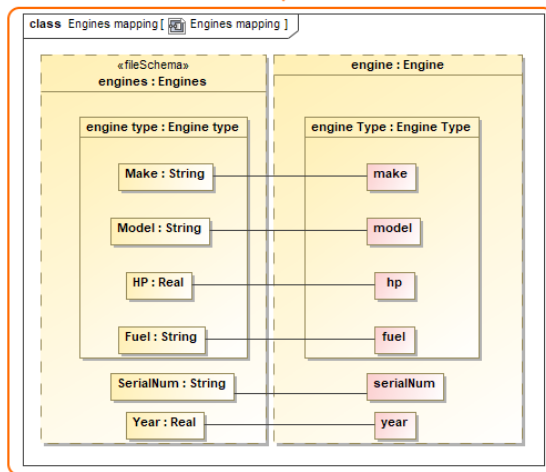 class Engines mapping [ Engines mapping ]
«fileSchema»
engines : Engines
engine : Engine
engine type : Engine type
engine Type : Engine Type
Make : String
make
Model : String
model
HP : Real
hp
Fuel : String
fuel
SerialNum : String
serialNum
Year : Real
year